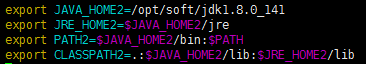 export JAVA_HOME2=/opt/soft/jdk1.8.0_141
export JRE_HOME2=$JAVA_HOME2/jre
export PATH2=$JAVA_HOME2/bin:$PATH
export CLASSPATH2=.:$JAVA_HOME2/lib:$JRE_HOME2/lib